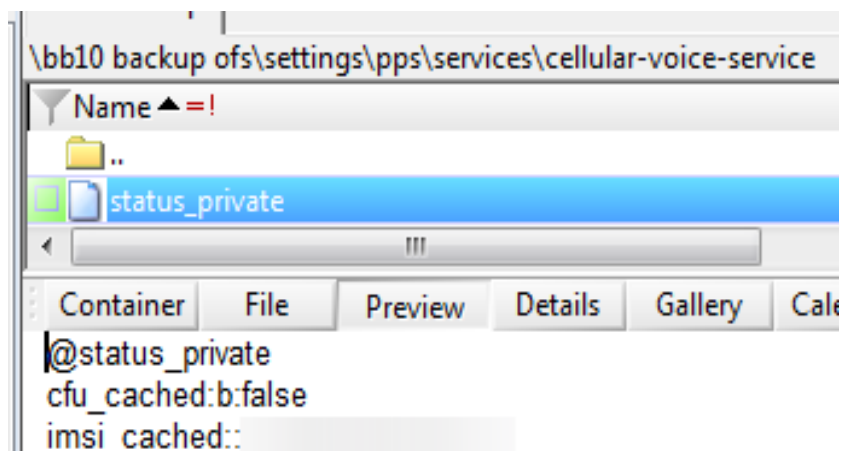 \bb10 backup ofs\settings\pps\services\cellular-voice-service
Name ▲ =!
..
status_private
Container File Preview Details Gallery Cale
@status_private
cfu_cached:b:false
imsi_cached::